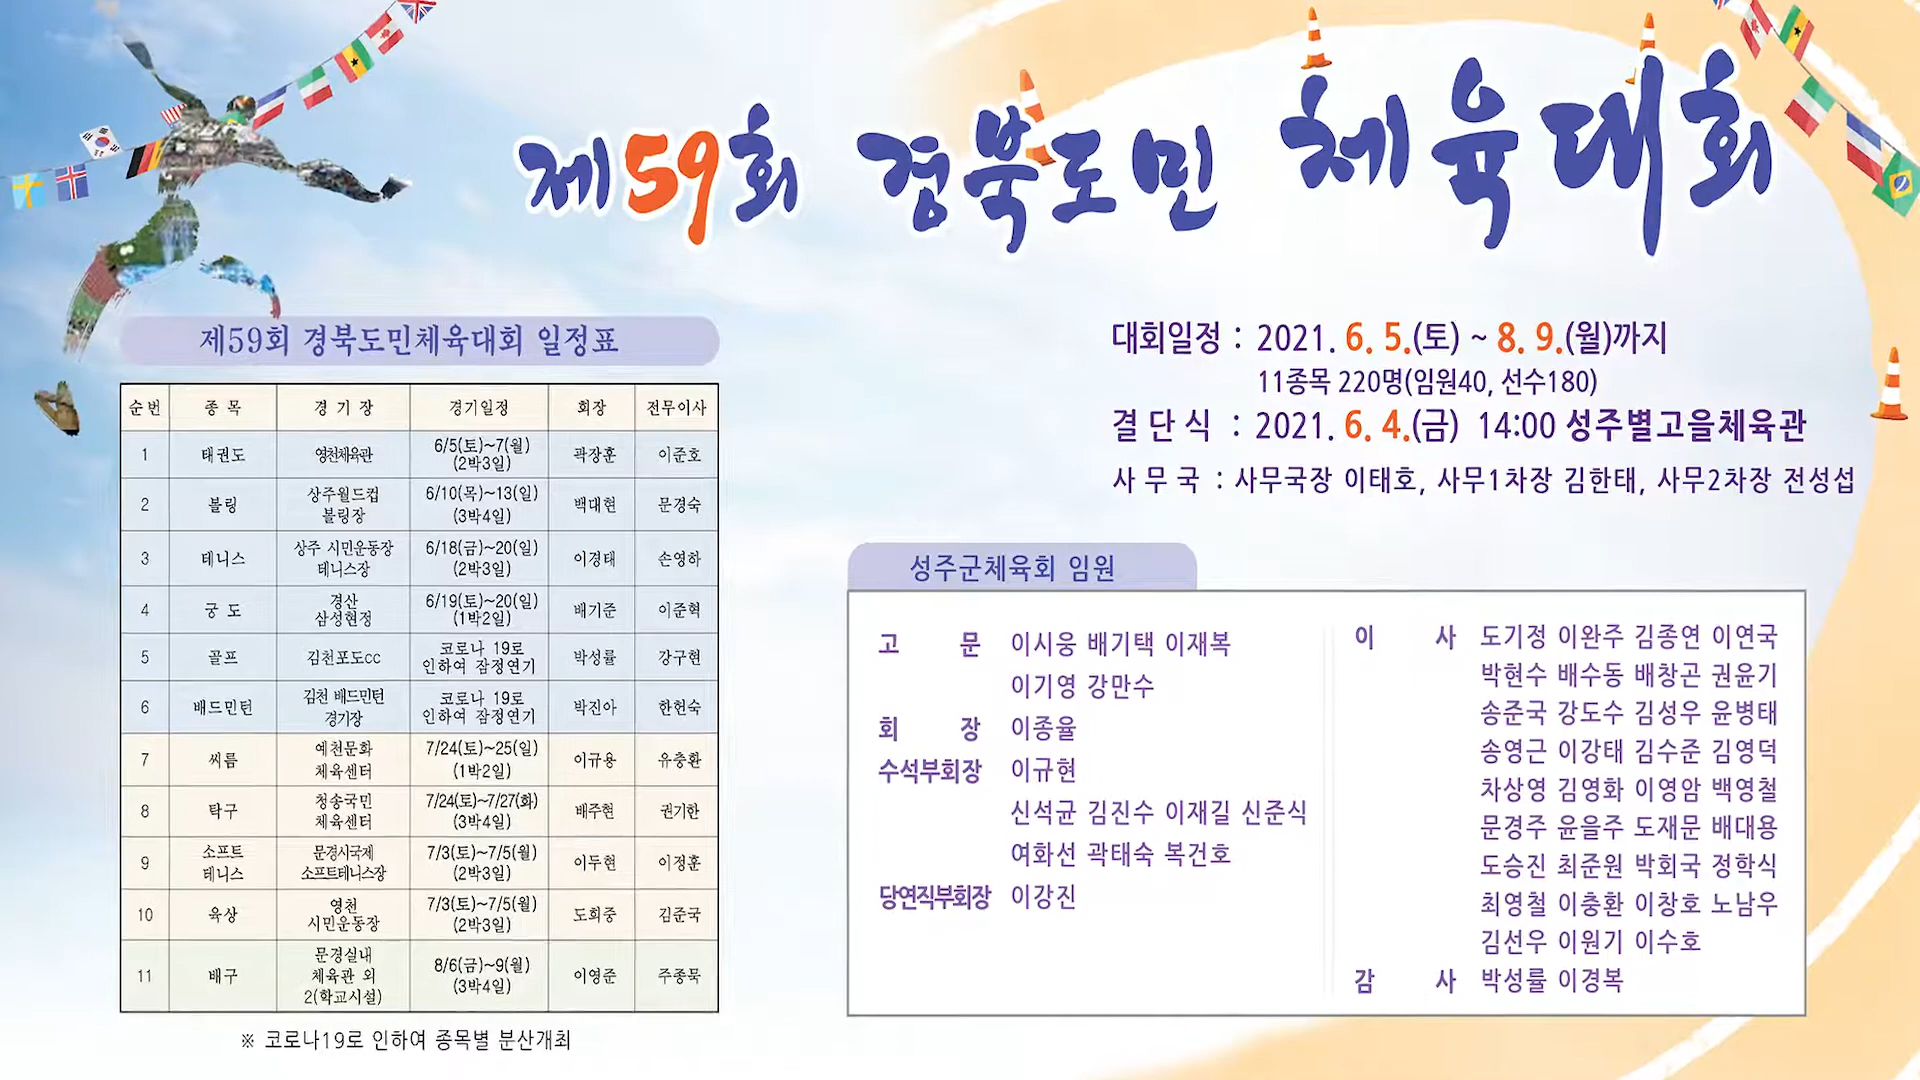 제59회 경북도민 체육대회
대회일정 : 2021. 6. 5.(토) ~ 8. 9.(월)까지
11종목 220명(임원40, 선수180)
결 단 식 : 2021. 6. 4.(금) 14:00 성주별고을체육관
사 무 국 : 사무국장 이태호, 사무1차장 김한태, 사무2차장 전성섭
제59회 경북도민체육대회 일정표
순번 종 목 경 기 장 경기일정 회장 전무이사
1 태권도 영천체육관 6/5(토)~7(월) 곽장훈 이준호
(2박3일)
2 볼링 상주월드컵 6/10(목)~13(일) 백대현 문경숙
볼링장 (3박4일)
3 테니스 상주 시민운동장 6/18(금)~20(일) 이경태 손영하
테니스장 (2박3일)
4 궁 도 경산 6/19(토)~20(일) 배기준 이준혁
삼성현정 (1박2일)
5 골프 김천포도cc 코로나 19로 박성률 강구현
인하여 잠정연기
6 배드민턴 김천 배드민턴 코로나 19로 박진아 한헌숙
경기장 인하여 잠정연기
7 씨름 예천문화 7/24(토)~25(일) 이규용 유충환
체육센터 (1박2일)
8 탁구 청송국민 7/24(토)~7/27(화) 배주현 권기한
체육센터 (3박4일)
9 소프트 문경시국제 7/3(토)~7/5(월) 이두현 이정훈
테니스 소프트테니스장 (2박3일)
10 육상 영천 7/3(토)~7/5(월) 도희중 김준국
시민운동장 (2박3일)
11 배구 문경실내 8/6(금)~9(월) 이영준 주종묵
체육관 외 (3박4일)
2(학교시설)
※ 코로나19로 인하여 종목별 분산개최
성주군체육회 임원
고 문 이시웅 배기택 이재복
이기영 강만수
회 장 이종율
수석부회장 이규현
신석균 김진수 이재길 신준식
여화선 곽태숙 복건호
당연직부회장 이강진
이 사 도기정 이완주 김종연 이연국
박현수 배수동 배창곤 권윤기
송준국 강도수 김성우 윤병태
송영근 이강태 김수준 김영덕
차상영 김영화 이영암 백영철
문경주 윤을주 도재문 배대용
도승진 최준원 박회국 정학식
최영철 이충환 이창호 노남우
김선우 이원기 이수호
감 사 박성률 이경복